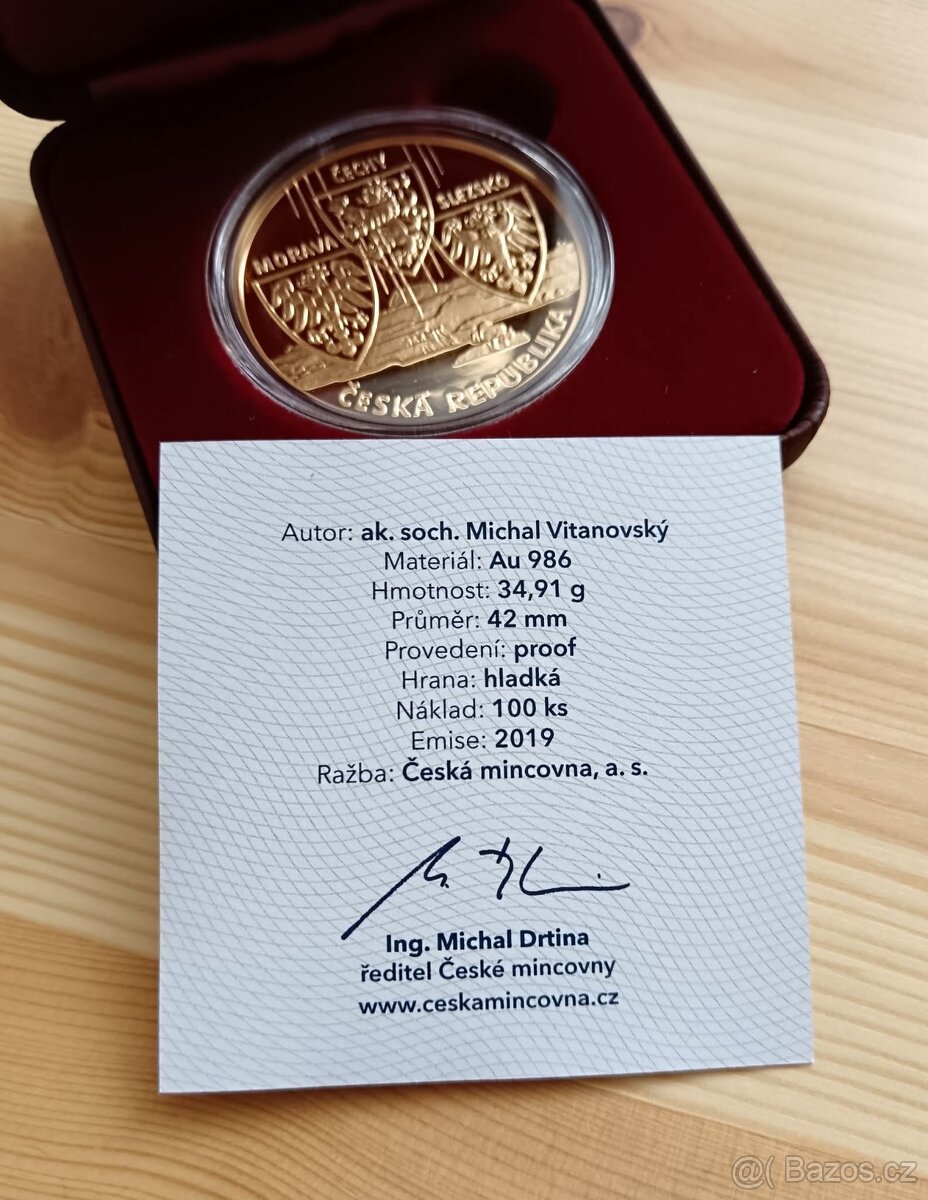 ČECHY
SLEZSKO
MORAVA
ČESKÁ REPUBLIKA
Autor: ak. soch. Michal Vitanovský
Materiál: Au 986
Hmotnost: 34,91 g
Průměr: 42 mm
Provedení: proof
Hrana: hladká
Náklad: 100 ks
Emise: 2019
Ražba: Česká mincovna, a. s.
Ing. Michal Drtina
ředitel České mincovny
www.ceskamincovna.cz
@( Bazos.cz